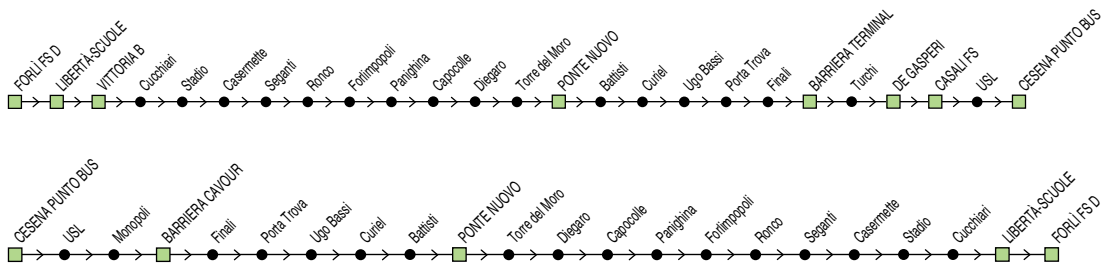 FORLÌ FS D
LIBERTÀ-SCUOLE
VITTORIA B
Cucchiari
Stadio
Casermette
Seganti
Ronco
Forlimpopoli
Panighina
Capocolle
Diegaro
Torre del Moro
PONTE NUOVO
Battisti
Curiel
Ugo Bassi
Porta Trova
Finali
BARRIERA TERMINAL
Turchi
DE GASPERI
CASALI FS
USL
CESENA PUNTO BUS
CESENA PUNTO BUS
USL
Monopoli
BARRIERA CAVOUR
Finali
Porta Trova
Ugo Bassi
Curiel
Battisti
PONTE NUOVO
Torre del Moro
Diegaro
Capocolle
Panighina
Forlimpopoli
Ronco
Seganti
Casermette
Stadio
Cucchiari
LIBERTÀ-SCUOLE
FORLÌ FS D